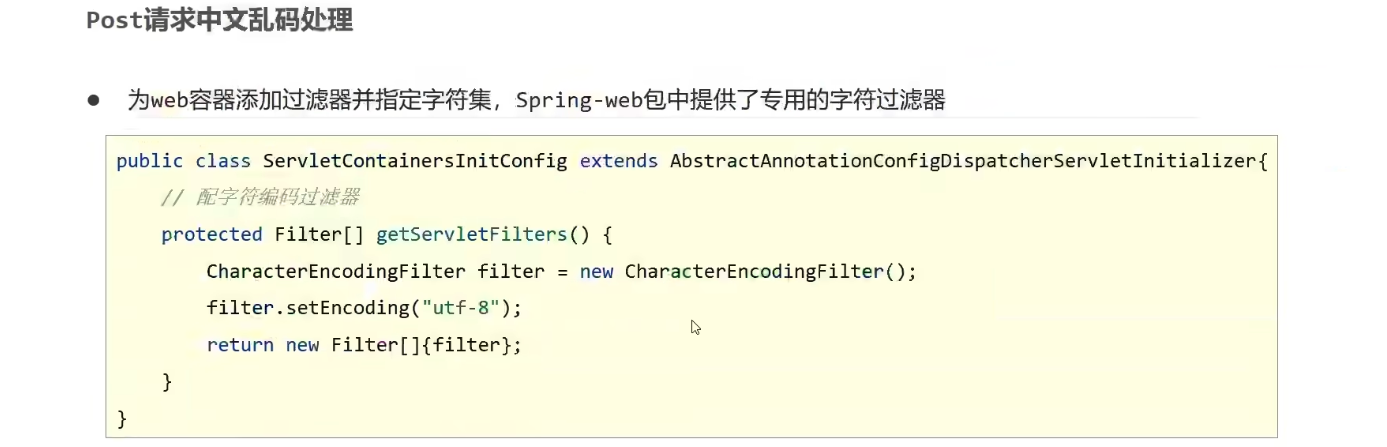 Post请求中文乱码处理
● 为web容器添加过滤器并指定字符集，Spring-web包中提供了专用的字符过滤器
public class ServletContainersInitConfig extends AbstractAnnotationConfigDispatcherServletInitializer{
    // 配字符编码过滤器
    protected Filter[] getServletFilters() {
        CharacterEncodingFilter filter = new CharacterEncodingFilter();
        filter.setEncoding("utf-8");
        return new Filter[]{filter};
    }
}